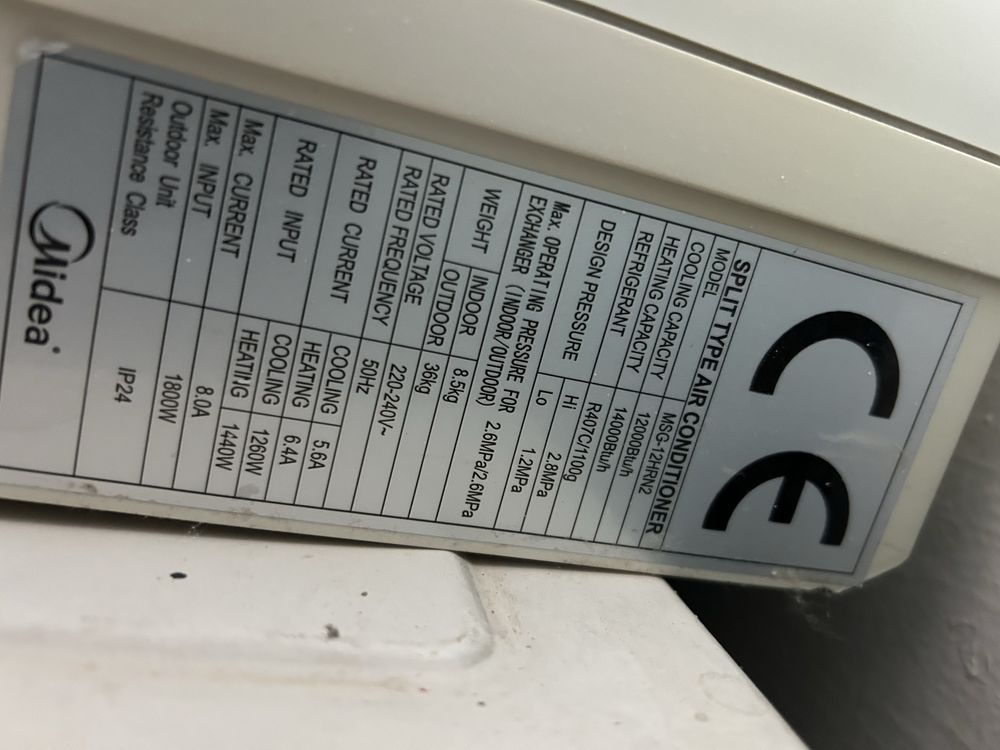 CE
SPLIT TYPE AIR CONDITIONER
MODEL MSG-12HRN2
COOLING CAPACITY 12000Btu/h
HEATING CAPACITY 14000Btu/h
REFRIGERANT R407C/1100g
DESIGN PRESSURE Hi 2.8MPa
Lo 1.2MPa
Max. OPERATING PRESSURE FOR
EXCHANGER (INDOOR/OUTDOOR) 2.6MPa/2.6MPa
WEIGHT INDOOR 8.5kg
OUTDOOR 36kg
RATED VOLTAGE 220-240V~
RATED FREQUENCY 50Hz
RATED CURRENT COOLING 5.6A
HEATING 6.4A
RATED INPUT COOLING 1260W
HEATING 1440W
Max. CURRENT 8.0A
Max. INPUT 1800W
Outdoor Unit
Resistance Class IP24
Midea